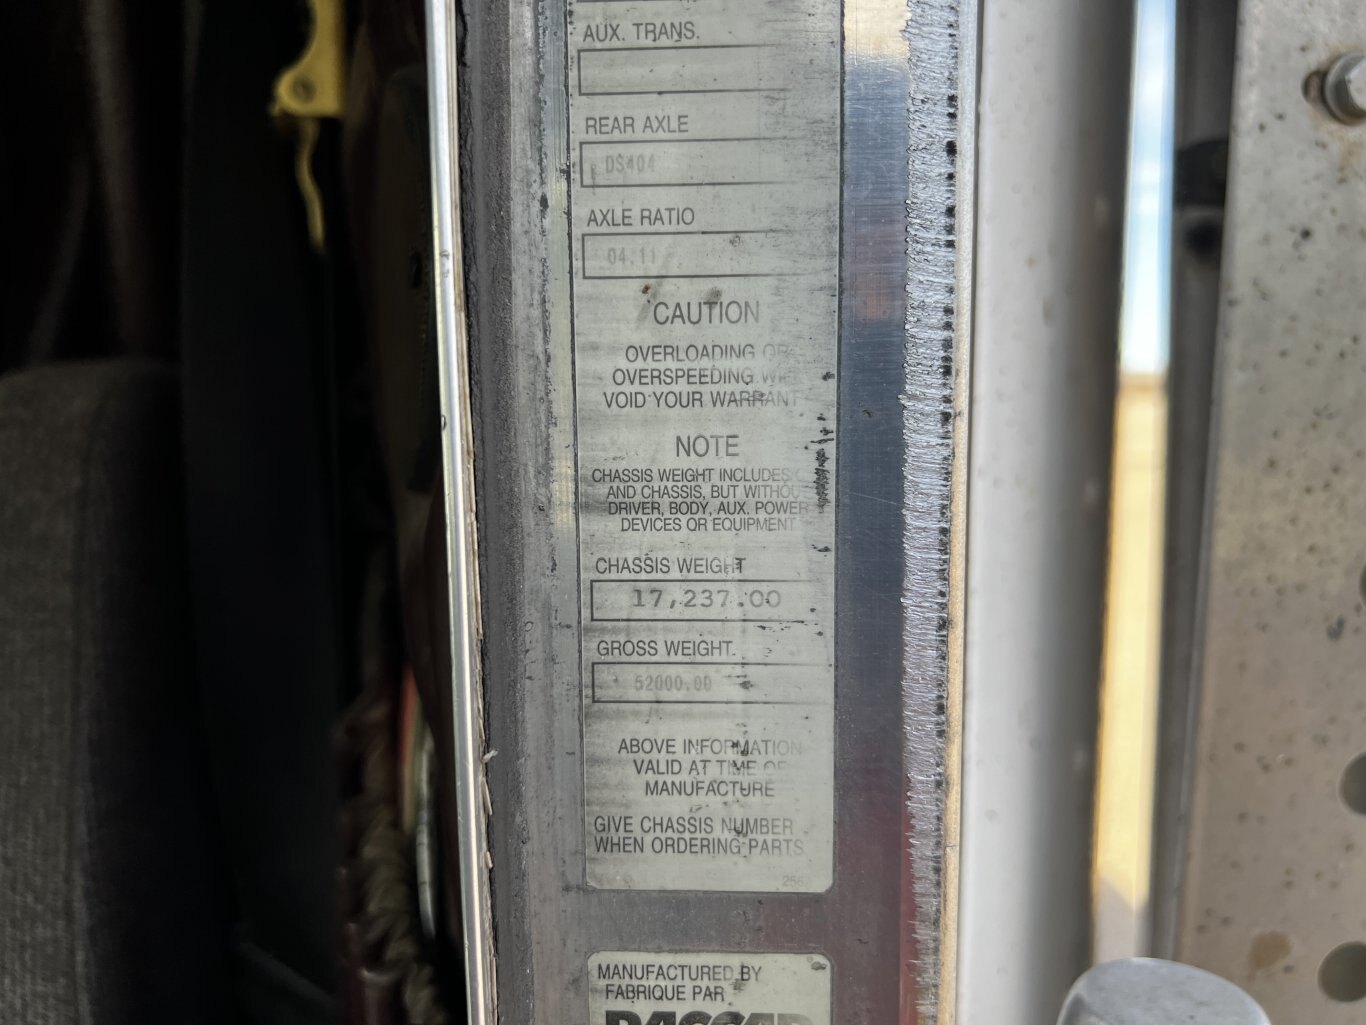 AUX. TRANS.
REAR AXLE
DS404
AXLE RATIO
04.11
CAUTION
OVERLOADING OR
OVERSPEEDING WI
VOID YOUR WARRANT
NOTE
CHASSIS WEIGHT INCLUDES
AND CHASSIS, BUT WITHOU
DRIVER, BODY, AUX. POWER
DEVICES OR EQUIPMENT
CHASSIS WEIGHT
17,237.00
GROSS WEIGHT
52000.00
ABOVE INFORMATION
VALID AT TIME OF
MANUFACTURE
GIVE CHASSIS NUMBER
WHEN ORDERING PARTS
256
MANUFACTURED BY
FABRIQUE PAR
PACCAR